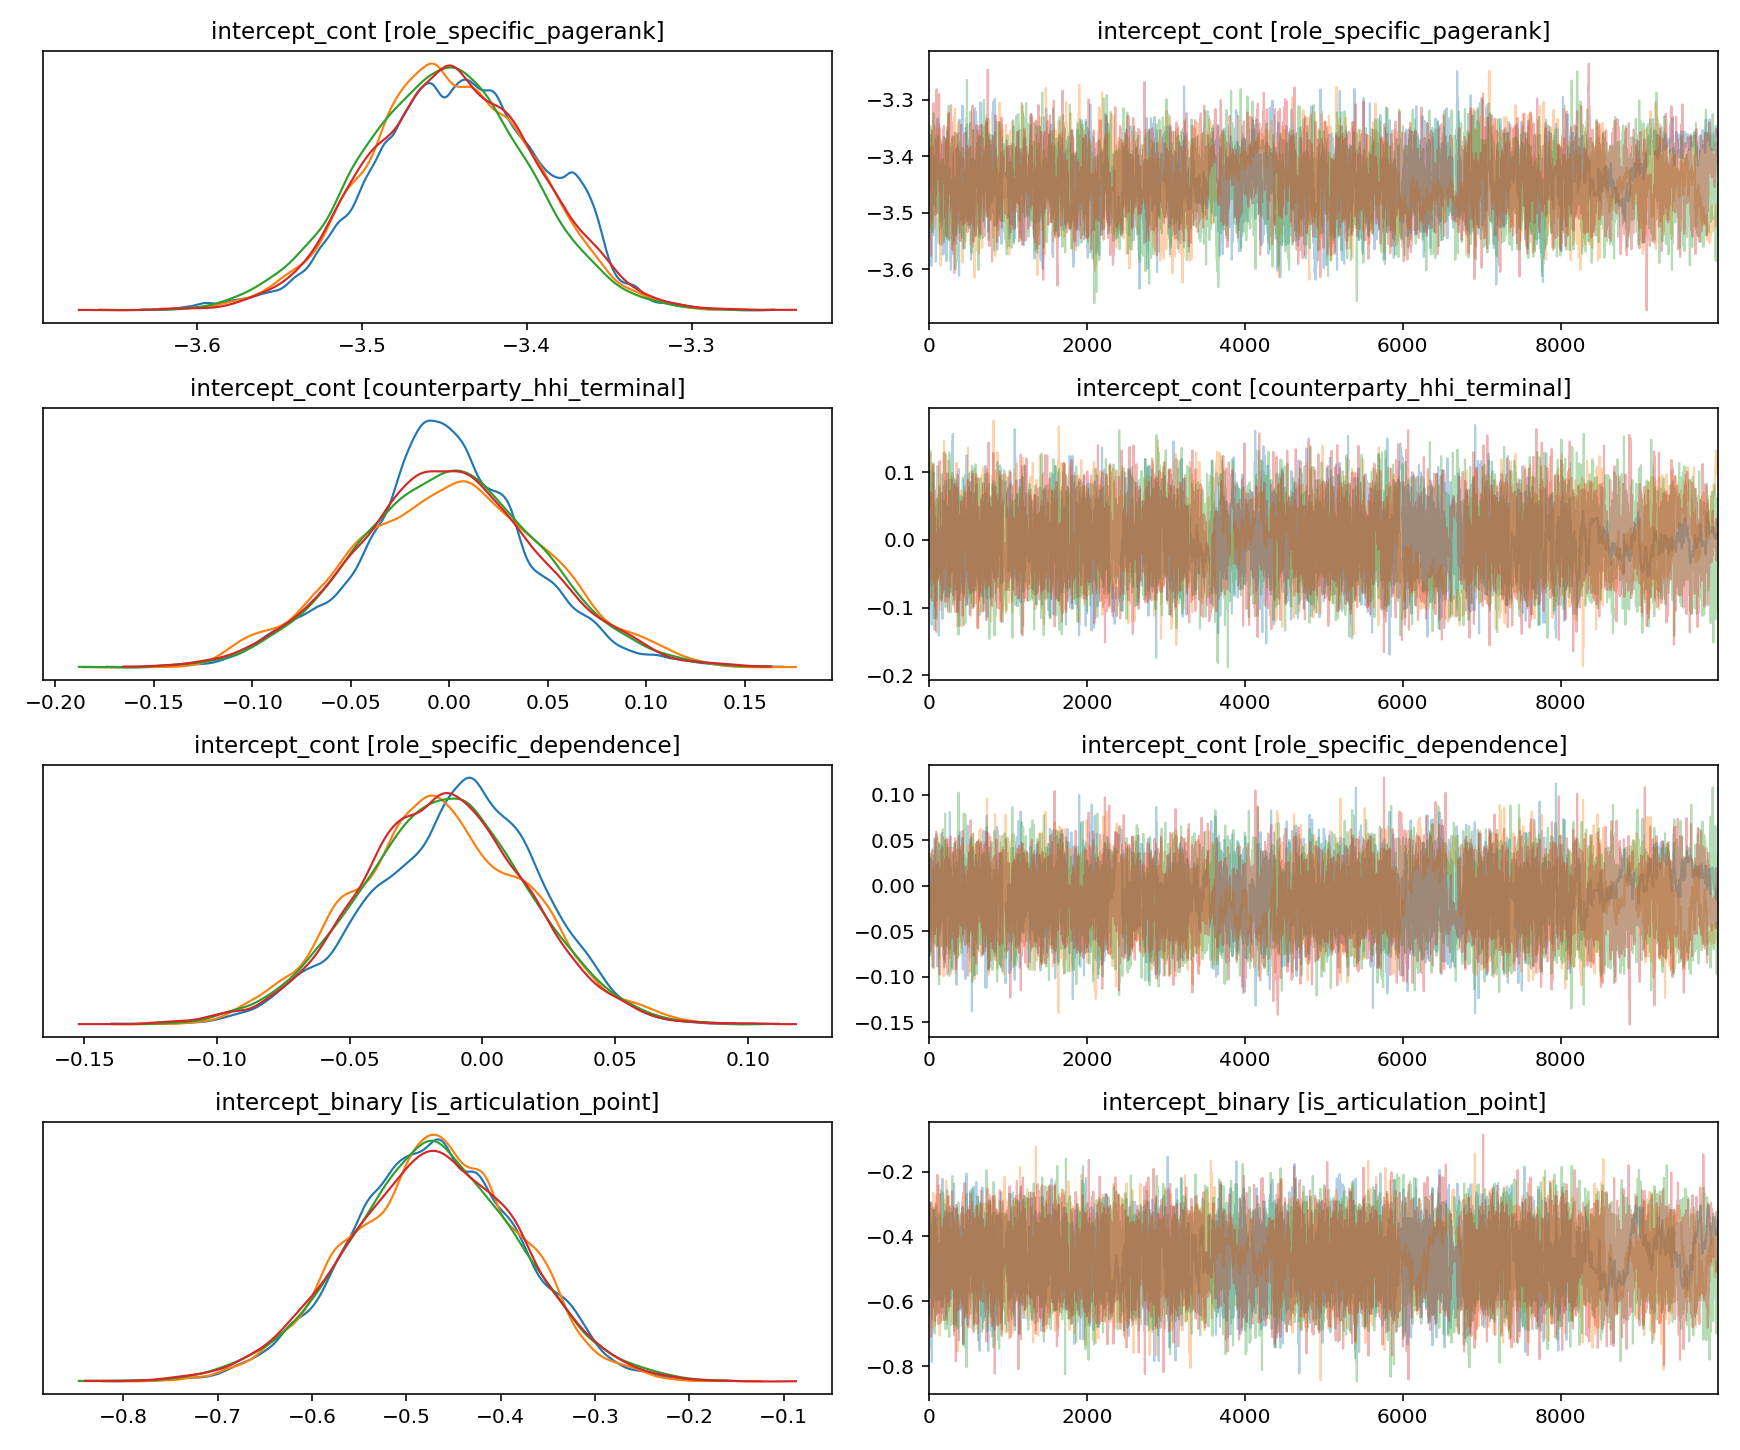 intercept_cont [role_specific_pagerank]
−3.6 −3.5 −3.4 −3.3
intercept_cont [role_specific_pagerank]
−3.3
−3.4
−3.5
−3.6
0 2000 4000 6000 8000
intercept_cont [counterparty_hhi_terminal]
−0.20 −0.15 −0.10 −0.05 0.00 0.05 0.10 0.15
intercept_cont [counterparty_hhi_terminal]
0.1
0.0
−0.1
−0.2
0 2000 4000 6000 8000
intercept_cont [role_specific_dependence]
−0.15 −0.10 −0.05 0.00 0.05 0.10
intercept_cont [role_specific_dependence]
0.10
0.05
0.00
−0.05
−0.10
−0.15
0 2000 4000 6000 8000
intercept_binary [is_articulation_point]
−0.8 −0.7 −0.6 −0.5 −0.4 −0.3 −0.2 −0.1
intercept_binary [is_articulation_point]
−0.2
−0.4
−0.6
−0.8
0 2000 4000 6000 8000